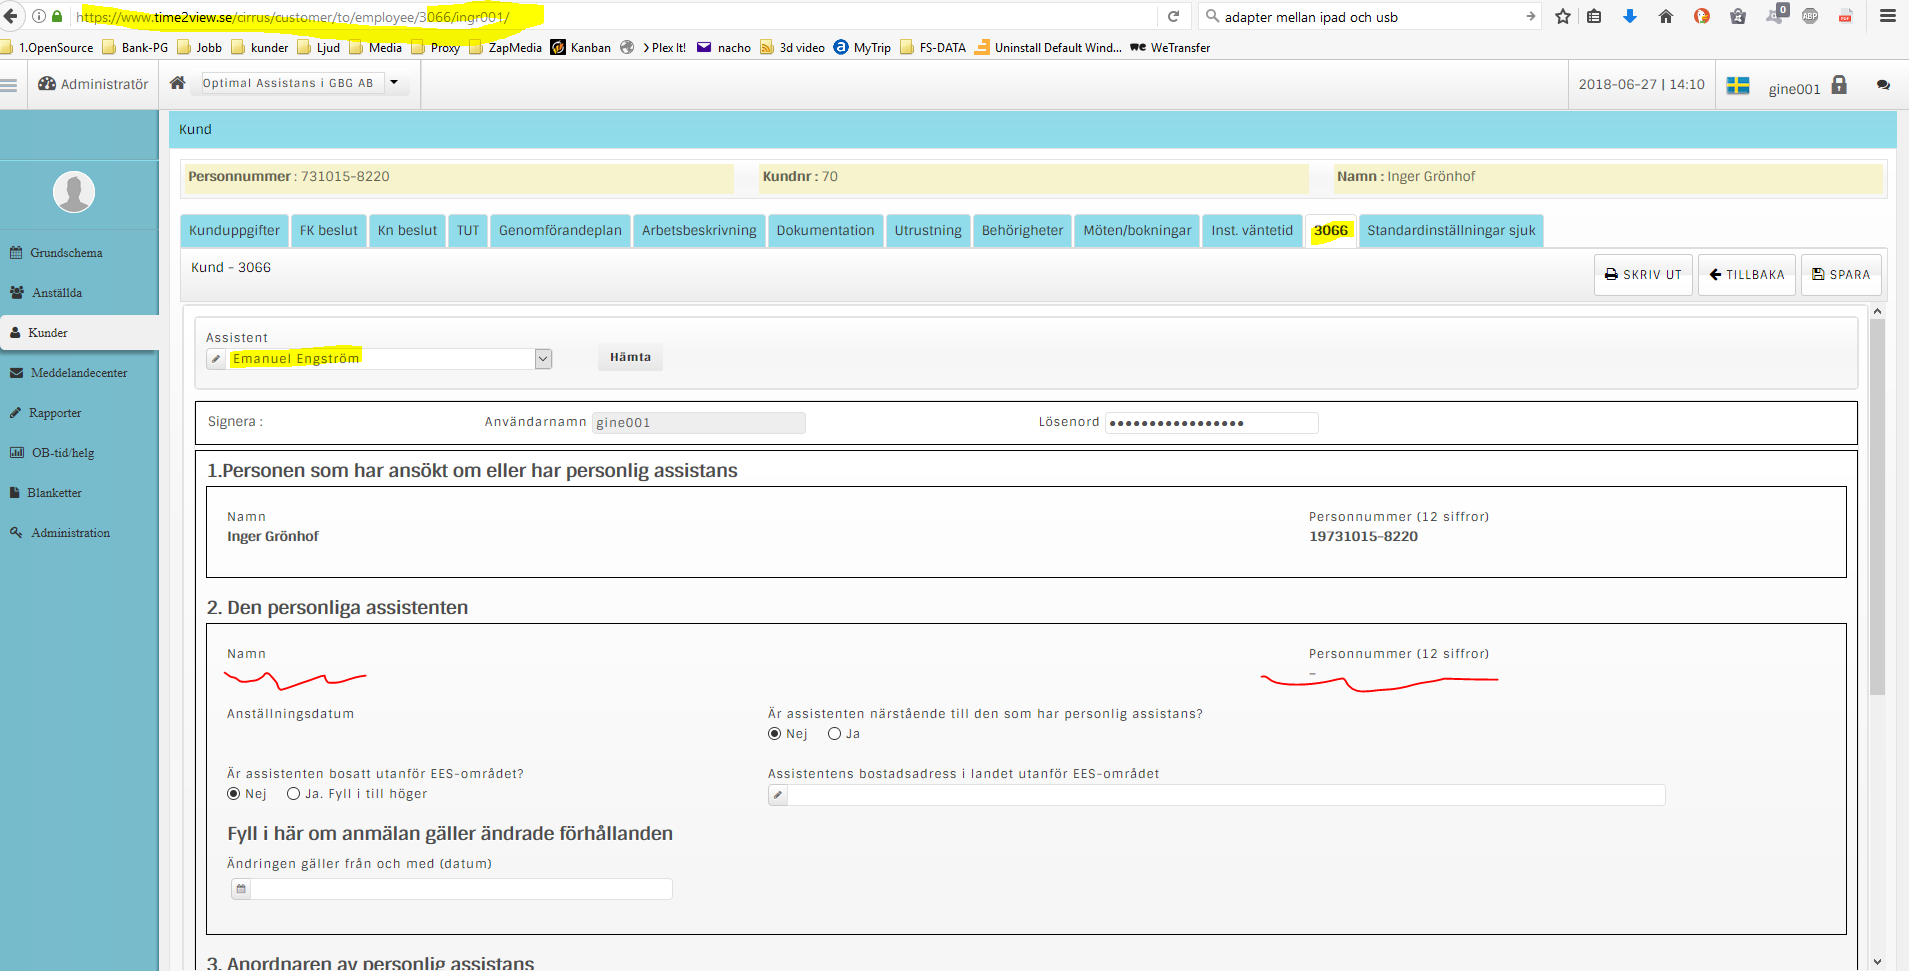 https://www.time2view.se/cirrus/customer/to/employee/3066/ingr001/
adapter mellan ipad och usb
0
ABP
1.OpenSource Bank-PG Jobb kunder Ljud Media Proxy ZapMedia Kanban Plex It! nacho 3d video MyTrip FS-DATA Uninstall Default Wind... WeTransfer
Administratör
Optimal Assistans i GBG AB
2018-06-27 | 14:10
gine001
Kund
Personnummer : 731015-8220
Kundnr : 70
Namn : Inger Grönhof
Kunduppgifter FK beslut Kn beslut TUT Genomförandeplan Arbetsbeskrivning Dokumentation Utrustning Behörigheter Möten/bokningar Inst. väntetid 3066 Standardinställningar sjuk
Kund - 3066
SKRIV UT TILLBAKA SPARA
Grundschema
Anställda
Kunder
Meddelandecenter
Rapporter
OB-tid/helg
Blanketter
Administration
Assistent
Emanuel Engström
Hämta
Signera : Användarnamn gine001 Lösenord •••••••••••••••••
1.Personen som har ansökt om eller har personlig assistans
Namn Personnummer (12 siffror)
Inger Grönhof 19731015-8220
2. Den personliga assistenten
Namn Personnummer (12 siffror)
–
Anställningsdatum Är assistenten närstående till den som har personlig assistans?
Nej Ja
Är assistenten bosatt utanför EES-området? Assistentens bostadsadress i landet utanför EES-området
Nej Ja. Fyll i till höger
Fyll i här om anmälan gäller ändrade förhållanden
Ändringen gäller från och med (datum)
3. Anordnaren av personlig assistans